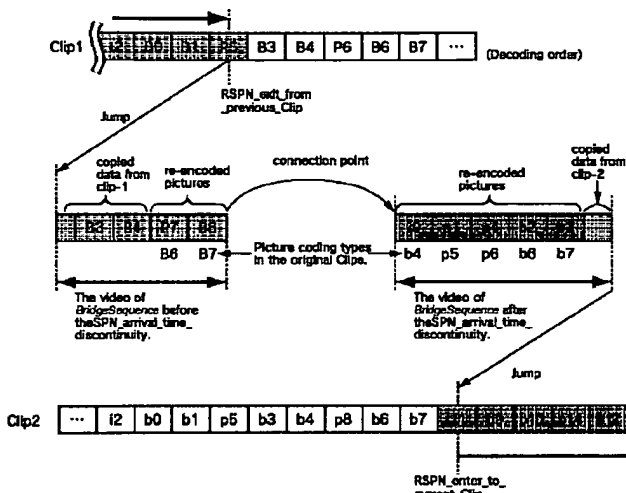 Clip1
B3 B4 P6 B6 B7 ...
(Decoding order)
RSPN_exit_from
_previous_Clip
Jump
copied
data from
clip-1
re-encoded
pictures
connection point
re-encoded
pictures
copied
data from
clip-2
B3 B4
B6 B7
Picture coding types
in the original Clips.
b4 p5 p6 b6 b7
The video of
BridgeSequence before
theSPN_arrival_time_
discontinuity.
The video of
BridgeSequence after
theSPN_arrival_time_
discontinuity.
Jump
Clip2
... i2 b0 b1 p5 b3 b4 p8 b6 b7
RSPN_enter_to_